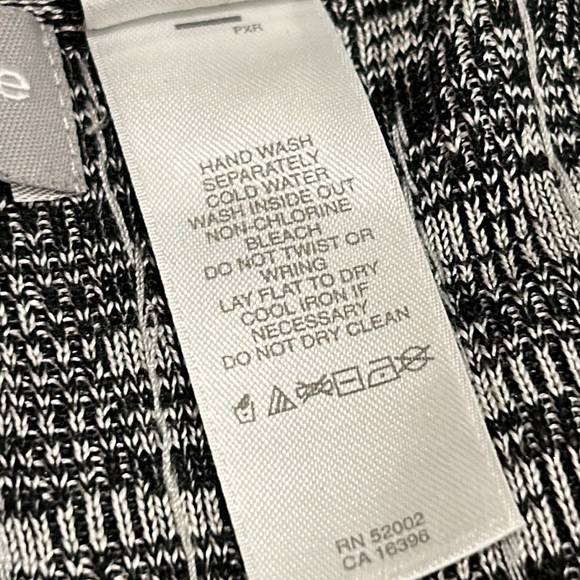 e
PXR
HAND WASH
SEPARATELY
COLD WATER
WASH INSIDE OUT
NON-CHLORINE
BLEACH
DO NOT TWIST OR
WRING
LAY FLAT TO DRY
COOL IRON IF
NECESSARY
DO NOT DRY CLEAN
RN 52002
CA 16396